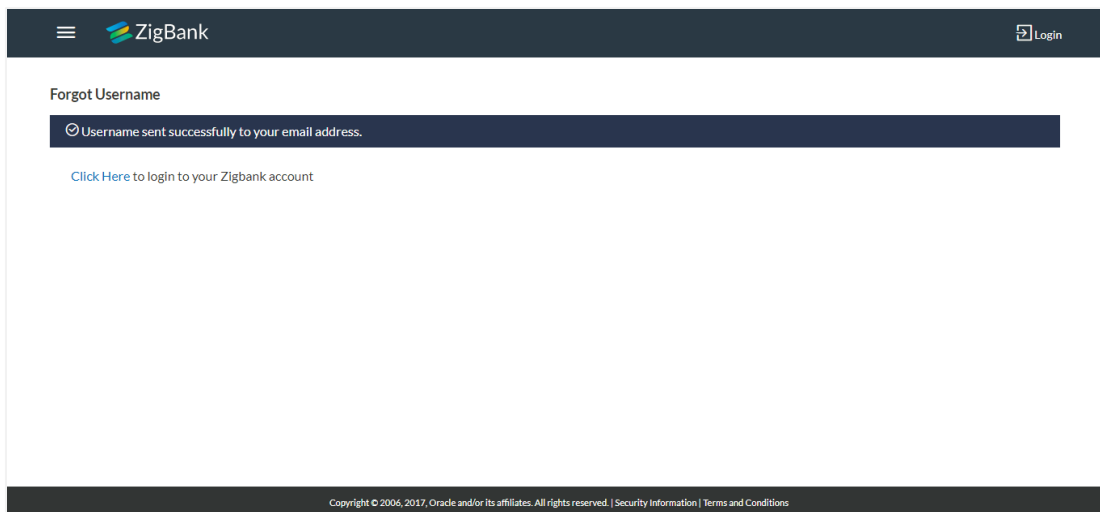 ZigBank
Login
Forgot Username
Username sent successfully to your email address.
Click Here to login to your Zigbank account
Copyright © 2006, 2017, Oracle and/or its affiliates. All rights reserved. | Security Information | Terms and Conditions